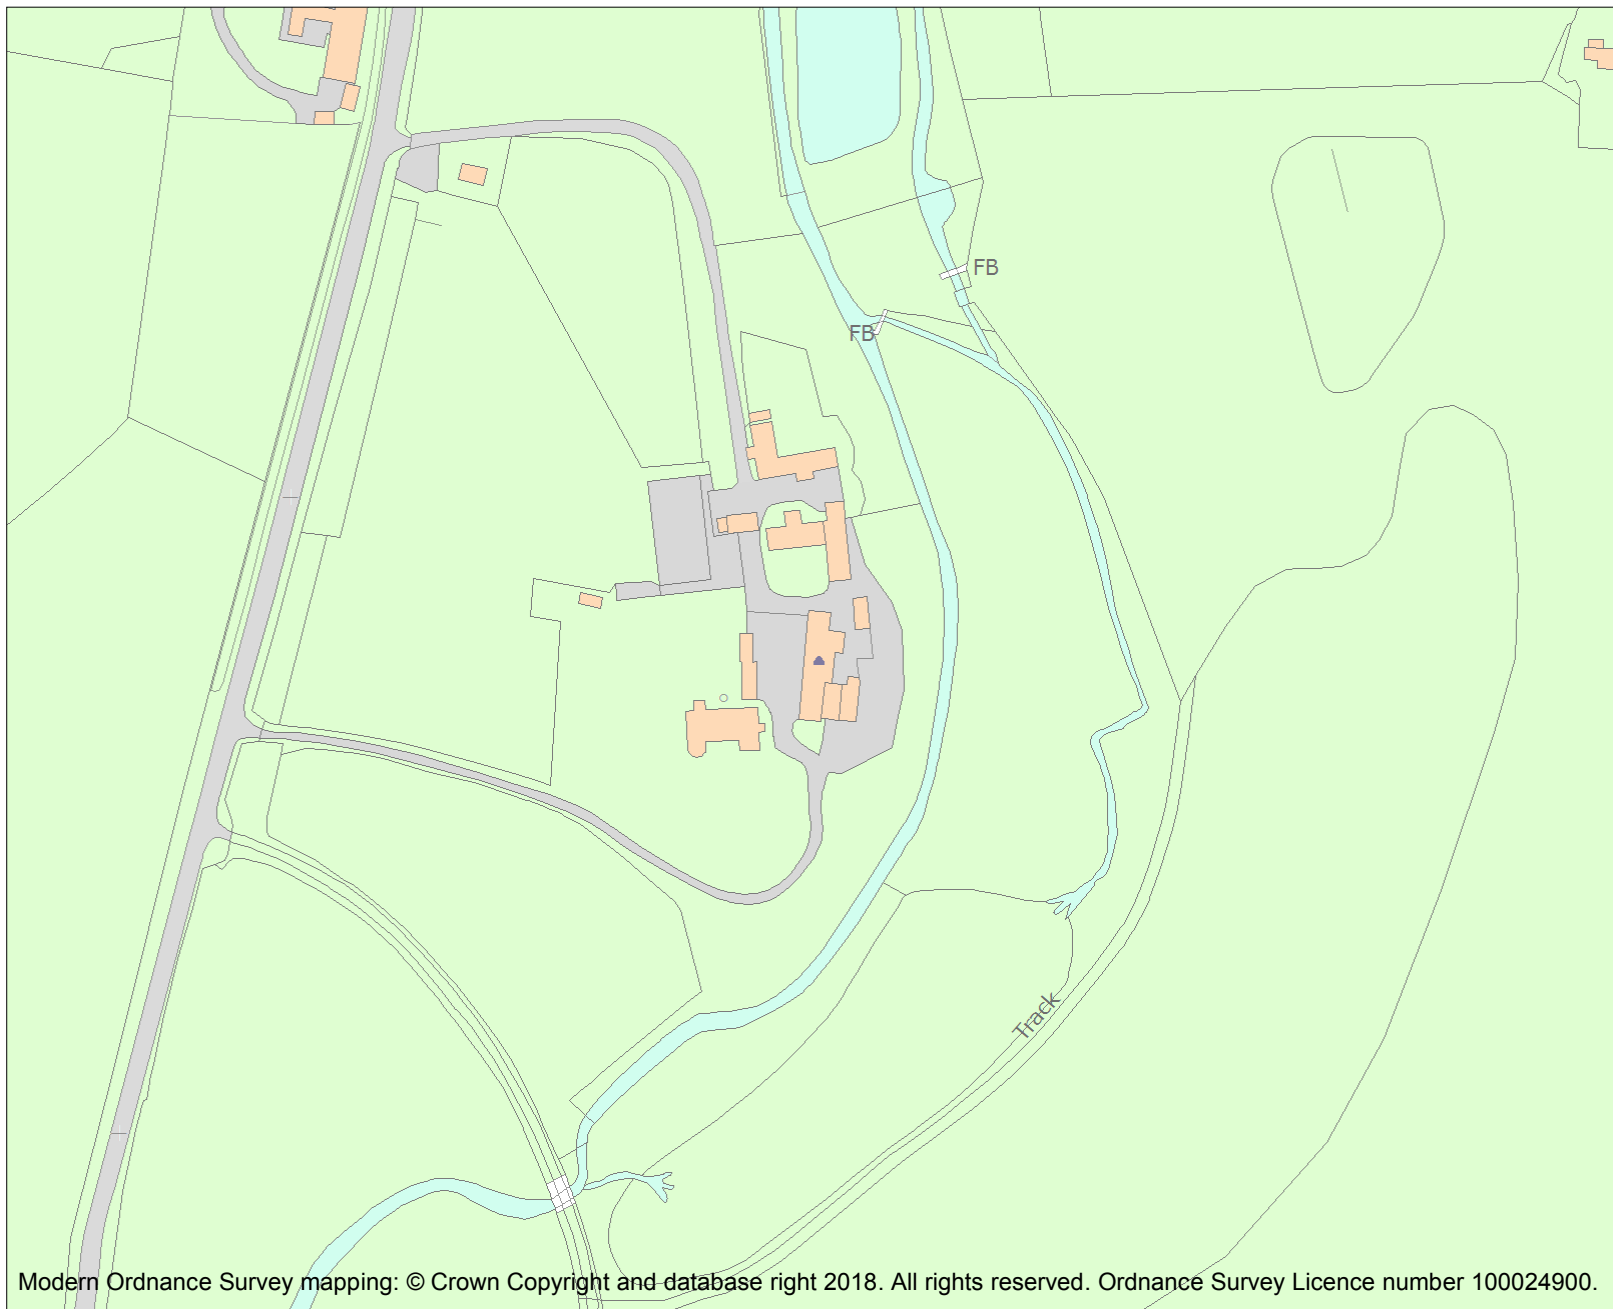 FB
FB
Track
Modern Ordnance Survey mapping: © Crown Copyright and database right 2018. All rights reserved. Ordnance Survey Licence number 100024900.